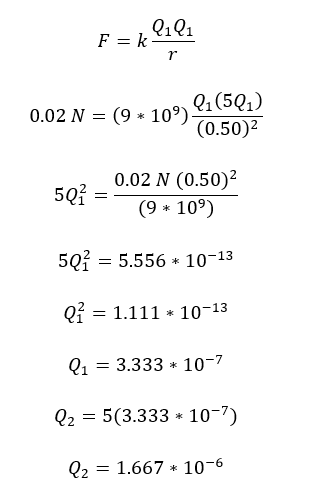 F = k Q₁Q₁ / r
0.02 N = (9 * 10⁹) Q₁(5Q₁) / (0.50)²
5Q₁² = 0.02 N (0.50)² / (9 * 10⁹)
5Q₁² = 5.556 * 10⁻¹³
Q₁² = 1.111 * 10⁻¹³
Q₁ = 3.333 * 10⁻⁷
Q₂ = 5(3.333 * 10⁻⁷)
Q₂ = 1.667 * 10⁻⁶